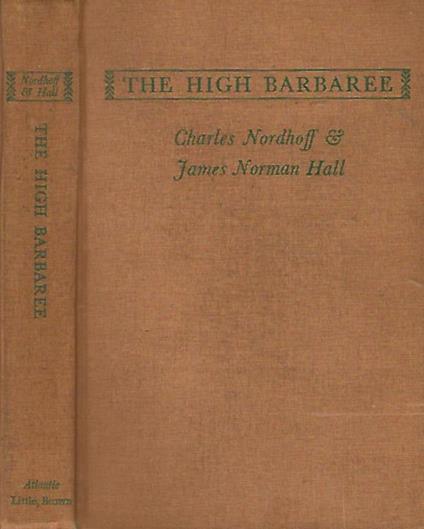 Nordhoff
& Hall
THE HIGH BARBAREE
Atlantic
Little, Brown
THE HIGH BARBAREE
Charles Nordhoff &
James Norman Hall